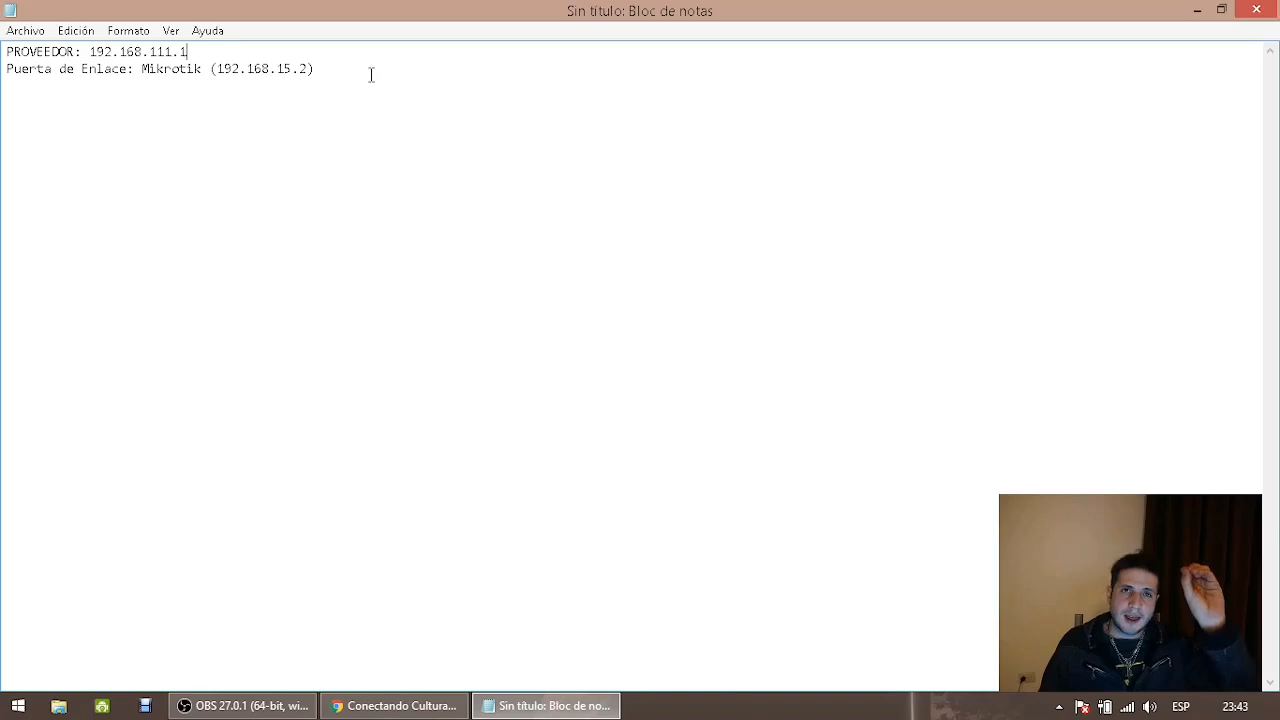 Sin título: Bloc de notas
Archivo Edición Formato Ver Ayuda
PROVEEDOR: 192.168.111.1
Puerta de Enlace: Mikrotik (192.168.15.2)
OBS 27.0.1 (64-bit, wi... Conectando Cultura... Sin título: Bloc de no... ESP 23:43